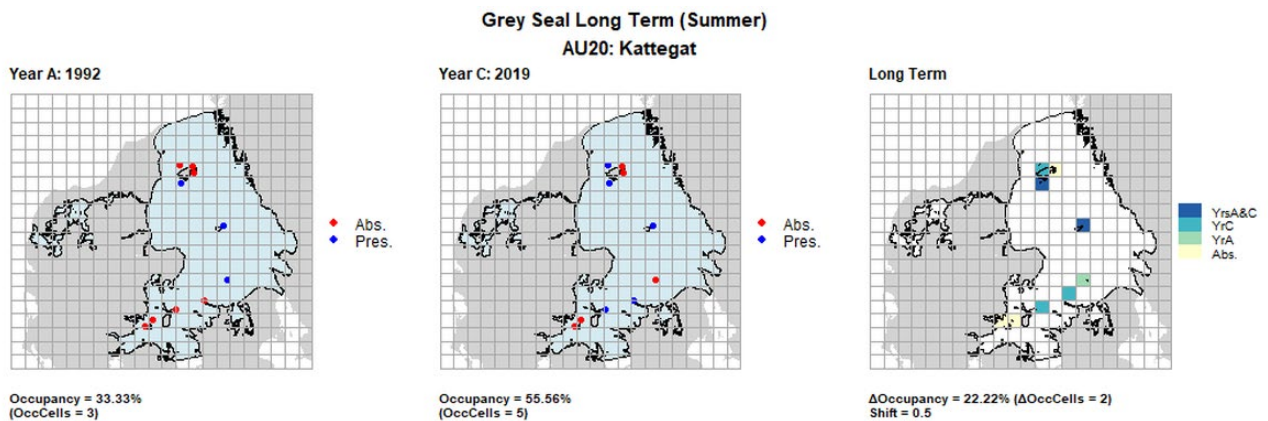 Grey Seal Long Term (Summer)
AU20: Kattegat
Year A: 1992
Abs.
Pres.
Occupancy = 33.33%
(OccCells = 3)
Year C: 2019
Abs.
Pres.
Occupancy = 55.56%
(OccCells = 5)
Long Term
YrsA&C
YrC
YrA
Abs.
ΔOccupancy = 22.22% (ΔOccCells = 2)
Shift = 0.5